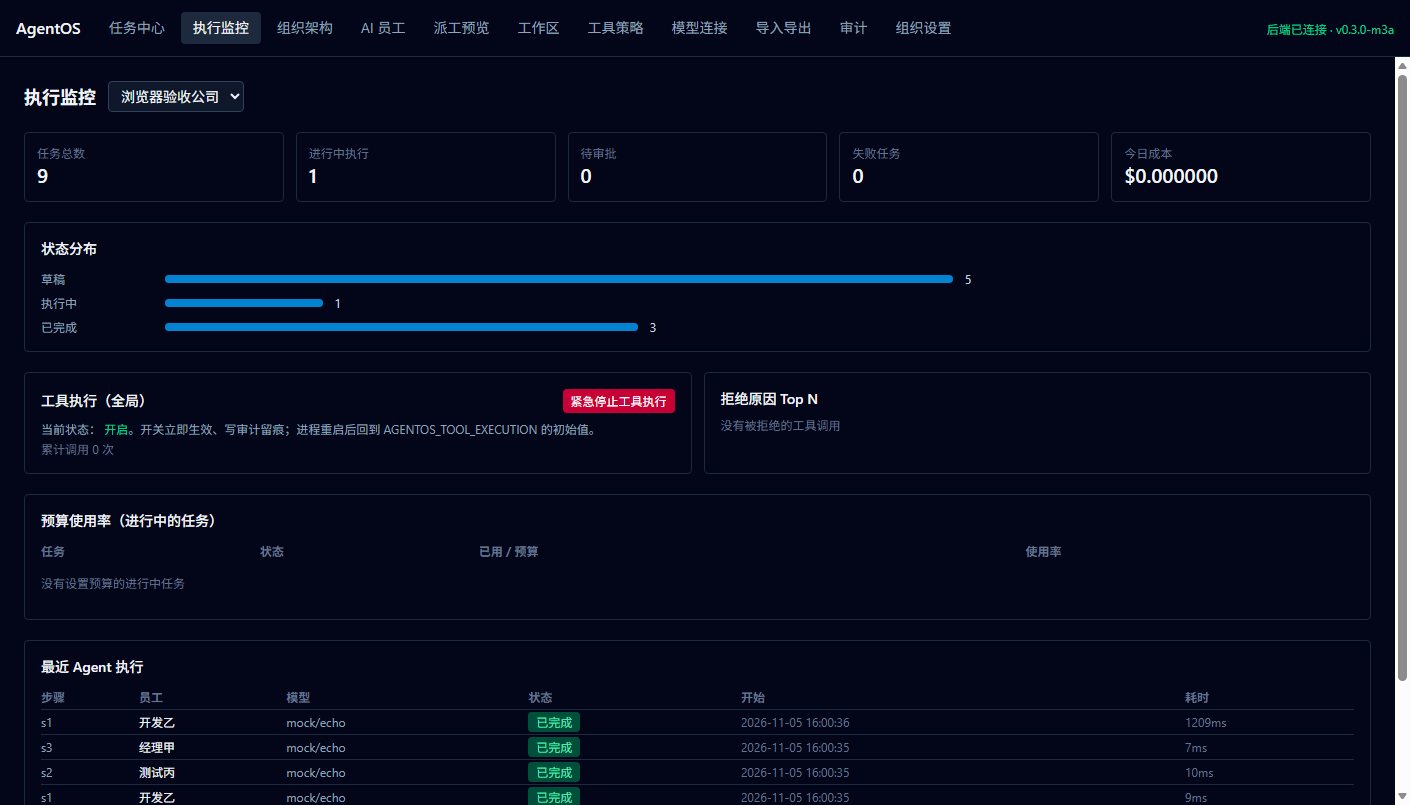 AgentOS 任务中心 执行监控 组织架构 AI 员工 派工预览 工作区 工具策略 模型连接 导入导出 审计 组织设置 后端已连接 · v0.3.0-m3a
执行监控 浏览器验收公司
任务总数 进行中执行 待审批 失败任务 今日成本
9 1 0 0 $0.000000
状态分布
草稿 5
执行中 1
已完成 3
工具执行（全局） 紧急停止工具执行
当前状态： 开启。开关立即生效、写审计留痕；进程重启后回到 AGENTOS_TOOL_EXECUTION 的初始值。
累计调用 0 次
拒绝原因 Top N
没有被拒绝的工具调用
预算使用率（进行中的任务）
任务 状态 已用 / 预算 使用率
没有设置预算的进行中任务
最近 Agent 执行
步骤 员工 模型 状态 开始 耗时
s1 开发乙 mock/echo 已完成 2026-11-05 16:00:36 1209ms
s3 经理甲 mock/echo 已完成 2026-11-05 16:00:35 7ms
s2 测试丙 mock/echo 已完成 2026-11-05 16:00:35 10ms
s1 开发乙 mock/echo 已完成 2026-11-05 16:00:35 9ms